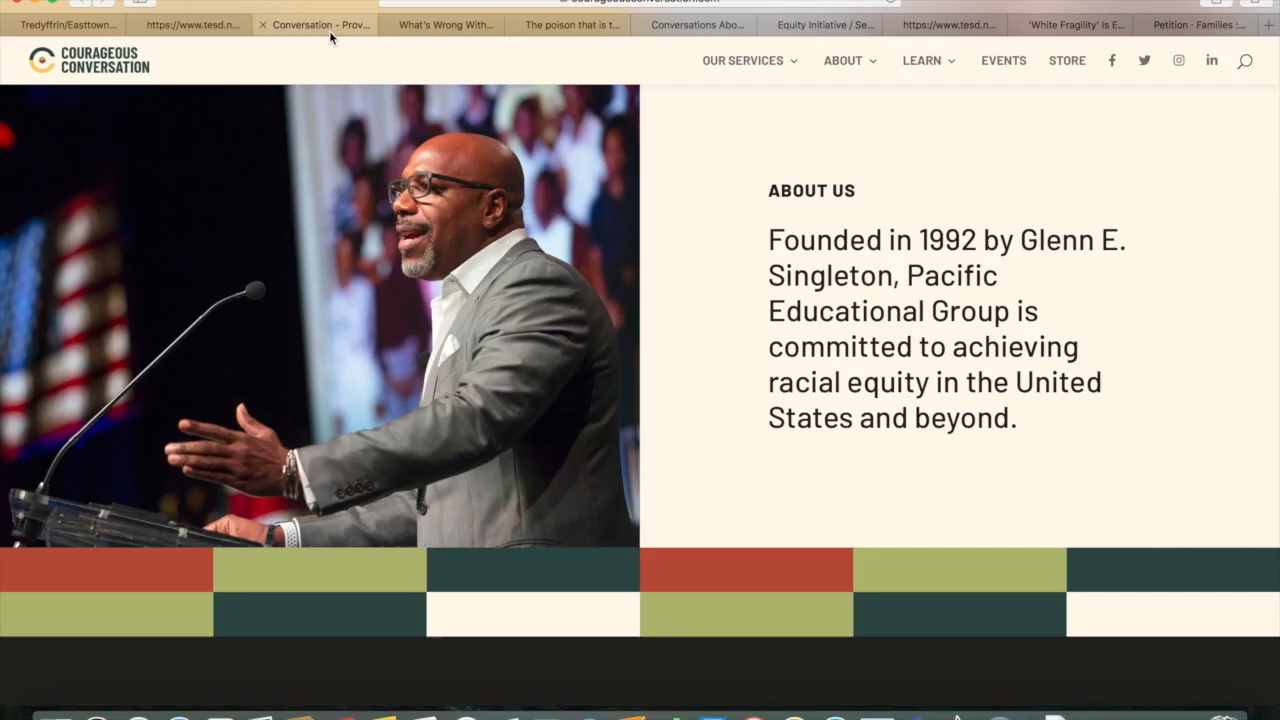 courageousconversation.com
Tredyffrin/Easttown...
https://www.tesd.n...
Conversation - Prov...
What's Wrong With...
The poison that is t...
Conversations Abo...
Equity Initiative / Se...
https://www.tesd.n...
'White Fragility' Is E...
Petition · Families :...
COURAGEOUS
CONVERSATION
OUR SERVICES
ABOUT
LEARN
EVENTS
STORE
ABOUT US
Founded in 1992 by Glenn E.
Singleton, Pacific
Educational Group is
committed to achieving
racial equity in the United
States and beyond.